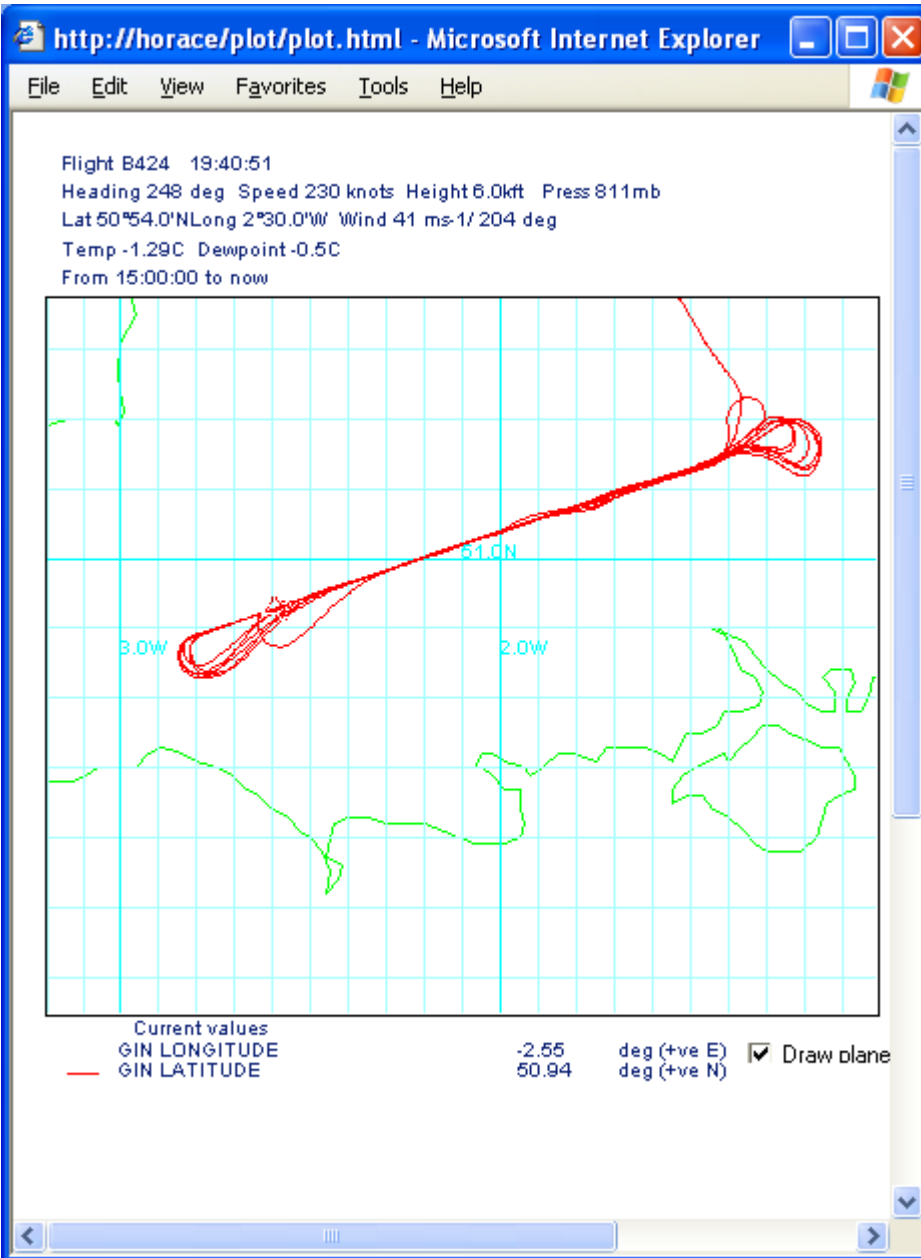 http://horace/plot/plot.html - Microsoft Internet Explorer
File Edit View Favorites Tools Help
Flight B424 19:40:51
Heading 248 deg Speed 230 knots Height 6.0kft Press 811mb
Lat 50°54.0'NLong 2°30.0'W Wind 41 ms-1/ 204 deg
Temp -1.29C Dewpoint -0.5C
From 15:00:00 to now
51.0N
3.0W 2.0W
Current values
GIN LONGITUDE -2.55 deg (+ve E) Draw plane
GIN LATITUDE 50.94 deg (+ve N)